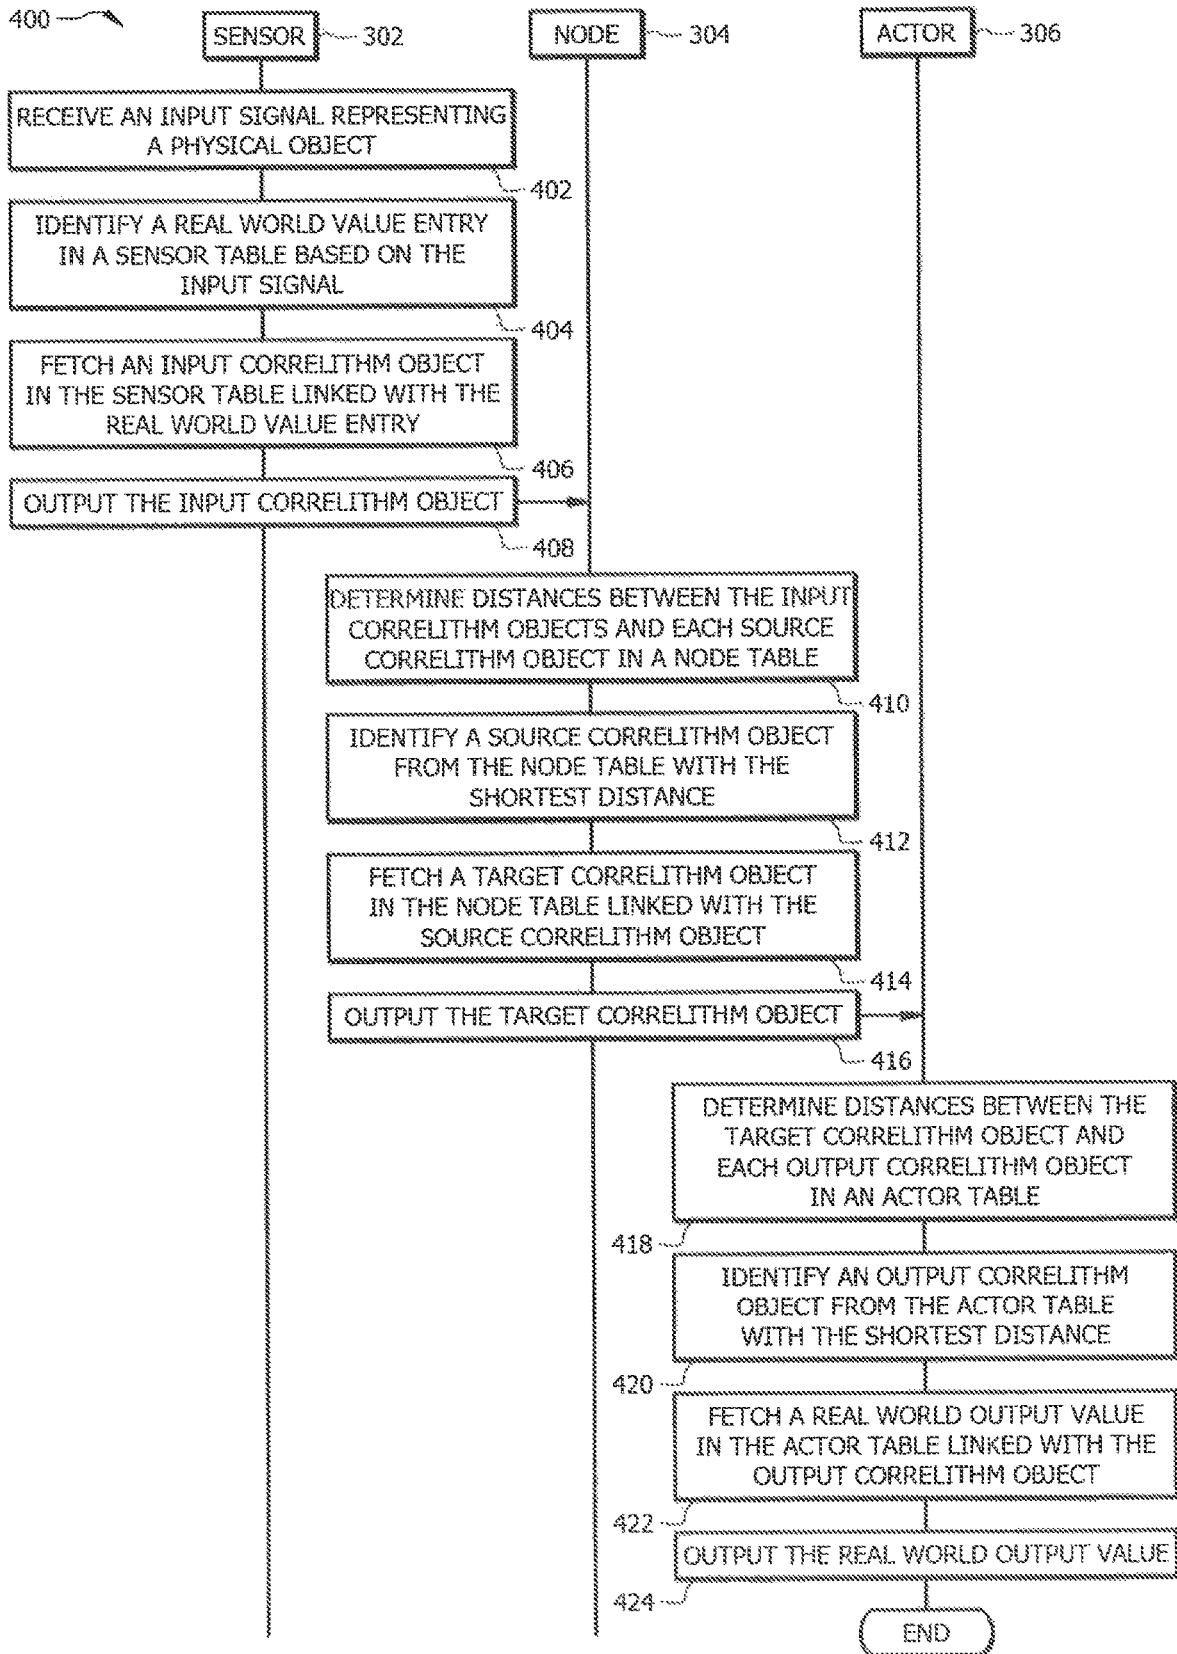 400
SENSOR
302
NODE
304
ACTOR
306
RECEIVE AN INPUT SIGNAL REPRESENTING
A PHYSICAL OBJECT
402
IDENTIFY A REAL WORLD VALUE ENTRY
IN A SENSOR TABLE BASED ON THE
INPUT SIGNAL
404
FETCH AN INPUT CORRELITHM OBJECT
IN THE SENSOR TABLE LINKED WITH THE
REAL WORLD VALUE ENTRY
406
OUTPUT THE INPUT CORRELITHM OBJECT
408
DETERMINE DISTANCES BETWEEN THE INPUT
CORRELITHM OBJECTS AND EACH SOURCE
CORRELITHM OBJECT IN A NODE TABLE
410
IDENTIFY A SOURCE CORRELITHM OBJECT
FROM THE NODE TABLE WITH THE
SHORTEST DISTANCE
412
FETCH A TARGET CORRELITHM OBJECT
IN THE NODE TABLE LINKED WITH THE
SOURCE CORRELITHM OBJECT
414
OUTPUT THE TARGET CORRELITHM OBJECT
416
DETERMINE DISTANCES BETWEEN THE
TARGET CORRELITHM OBJECT AND
EACH OUTPUT CORRELITHM OBJECT
IN AN ACTOR TABLE
418
IDENTIFY AN OUTPUT CORRELITHM
OBJECT FROM THE ACTOR TABLE
WITH THE SHORTEST DISTANCE
420
FETCH A REAL WORLD OUTPUT VALUE
IN THE ACTOR TABLE LINKED WITH THE
OUTPUT CORRELITHM OBJECT
422
OUTPUT THE REAL WORLD OUTPUT VALUE
424
END